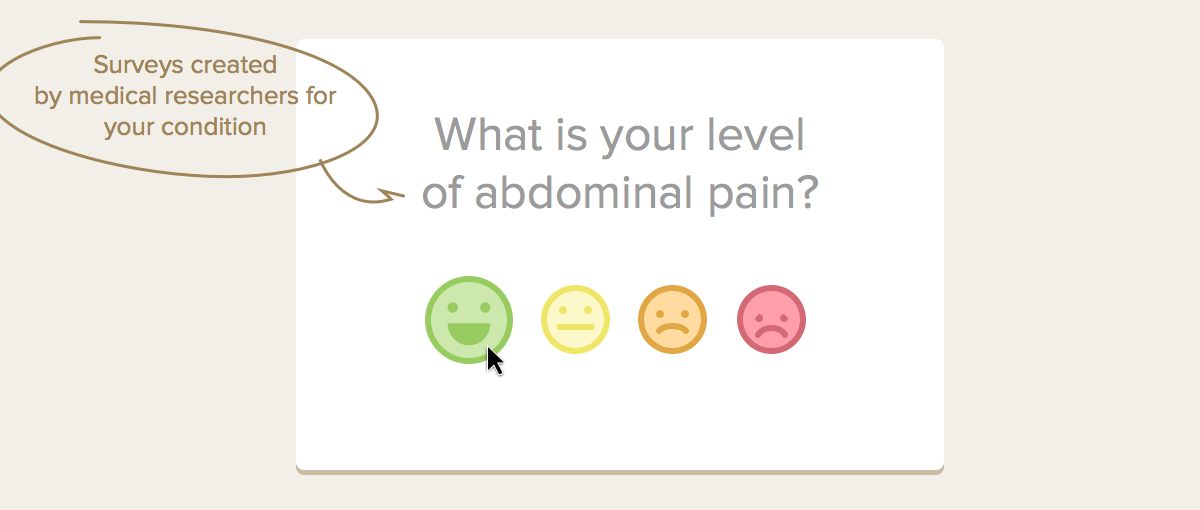 Surveys created
by medical researchers for
your condition
What is your level
of abdominal pain?